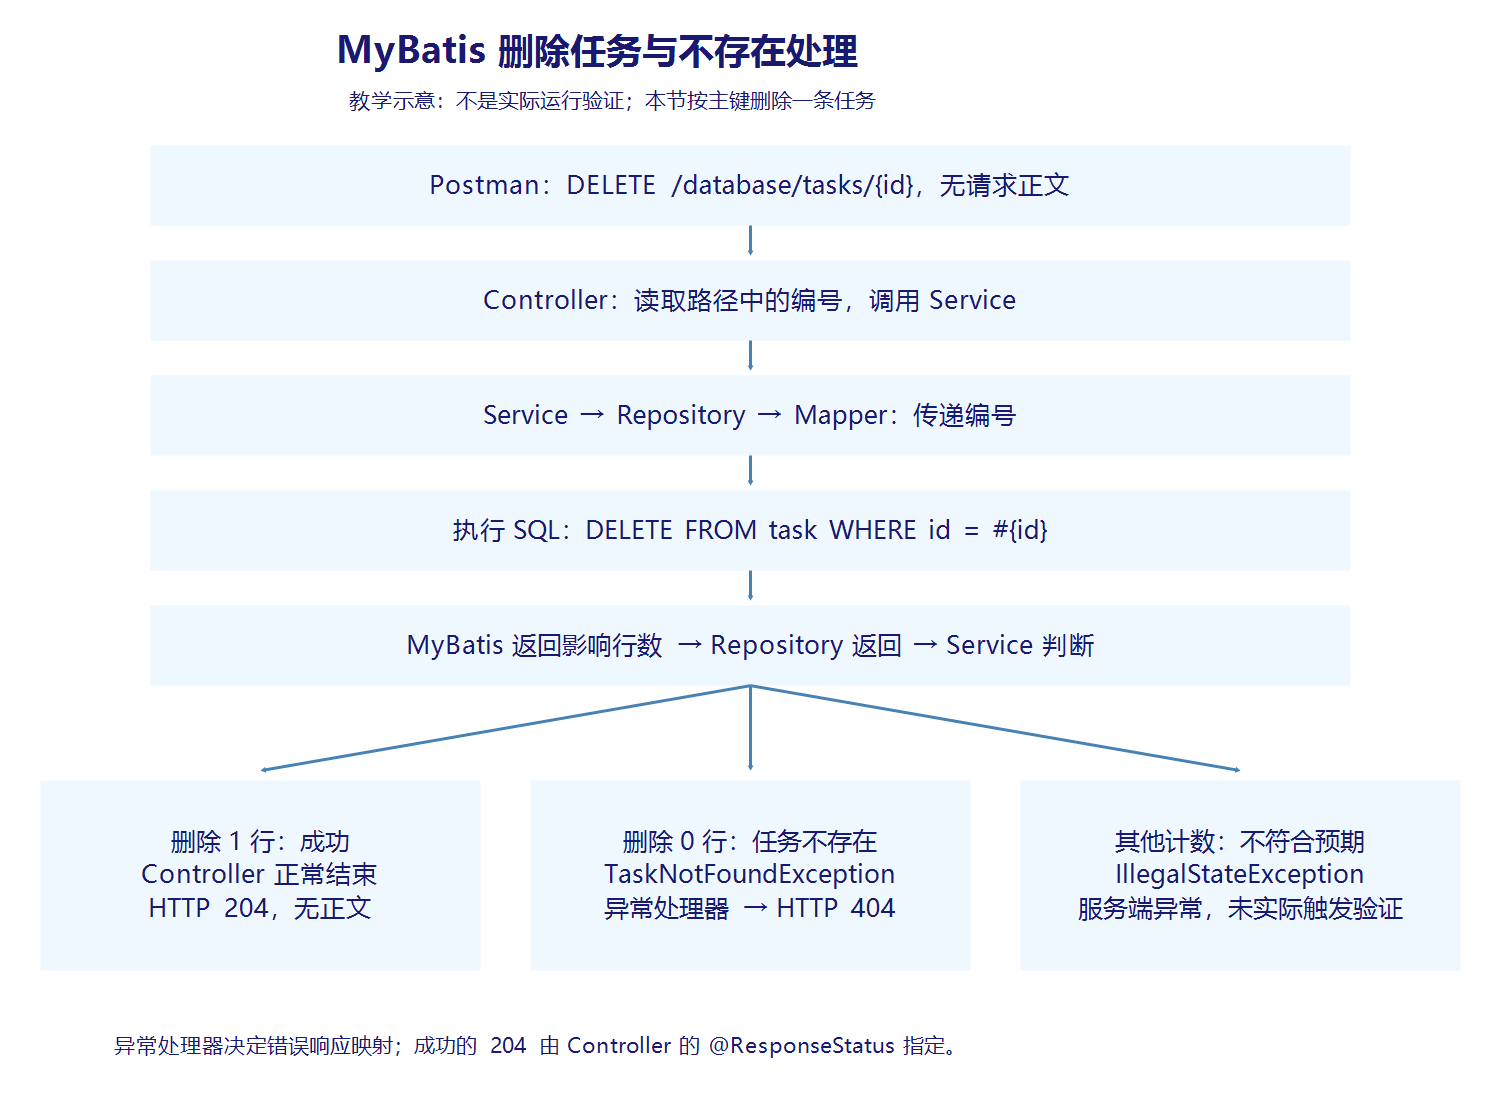 MyBatis 删除任务与不存在处理
教学示意：不是实际运行验证；本节按主键删除一条任务
Postman：DELETE /database/tasks/{id}，无请求正文
Controller：读取路径中的编号，调用 Service
Service → Repository → Mapper：传递编号
执行 SQL：DELETE FROM task WHERE id = #{id}
MyBatis 返回影响行数 → Repository 返回 → Service 判断
删除 1 行：成功
Controller 正常结束
HTTP 204，无正文
删除 0 行：任务不存在
TaskNotFoundException
异常处理器 → HTTP 404
其他计数：不符合预期
IllegalStateException
服务端异常，未实际触发验证
异常处理器决定错误响应映射；成功的 204 由 Controller 的 @ResponseStatus 指定。